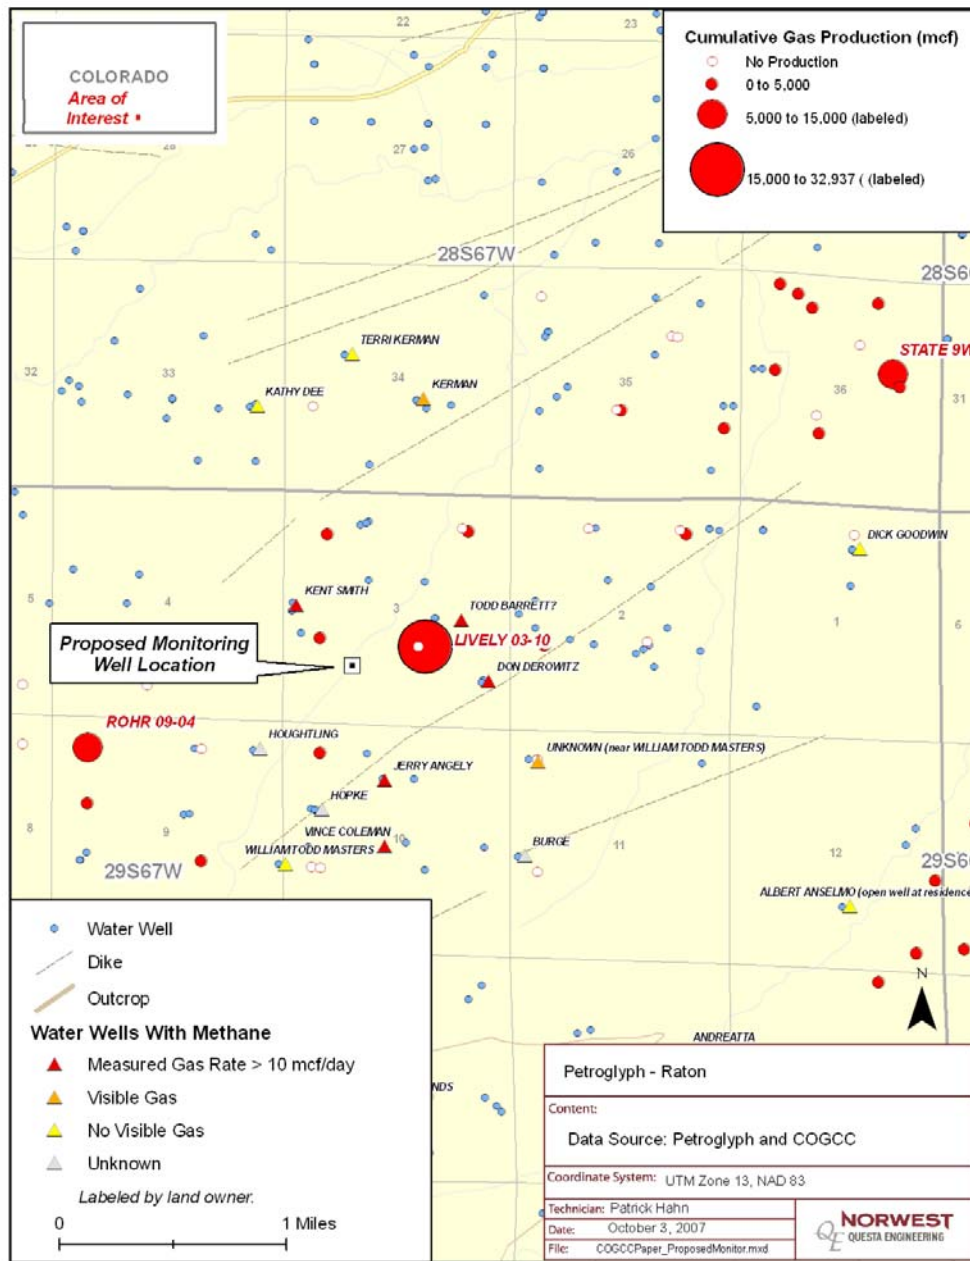 22
23
Cumulative Gas Production (mcf)
No Production
0 to 5,000
5,000 to 15,000 (labeled)
15,000 to 32,937 ( (labeled)
COLORADO
Area of
Interest
28
27
26
28S67W
28S66
TERRI KERMAN
STATE 9W
32
33
34
35
36
31
KATHY DEE
KERMAN
DICK GOODWIN
KENT SMITH
5
4
3
TODD BARRETT?
2
1
6
Proposed Monitoring
Well Location
LIVELY 03-10
DON DEROWITZ
ROHR 09-04
HOUGHTLING
UNKNOWN (near WILLIAM TODD MASTERS)
JERRY ANGELY
HOPKE
8
9
VINCE COLEMAN
10
WILLIAM TODD MASTERS
BURGE
11
12
29S67W
29S66
ALBERT ANSELMO (open well at residence
Water Well
Dike
Outcrop
Water Wells With Methane
Measured Gas Rate > 10 mcf/day
Visible Gas
No Visible Gas
Unknown
Labeled by land owner.
0
1 Miles
N
ANDREATTA
NDS
Petroglyph - Raton
Content:
Data Source: Petroglyph and COGCC
Coordinate System: UTM Zone 13, NAD 83
Technician: Patrick Hahn
Date: October 3, 2007
File: COGCCPaper_ProposedMonitor.mxd
QE NORWEST
QUESTA ENGINEERING